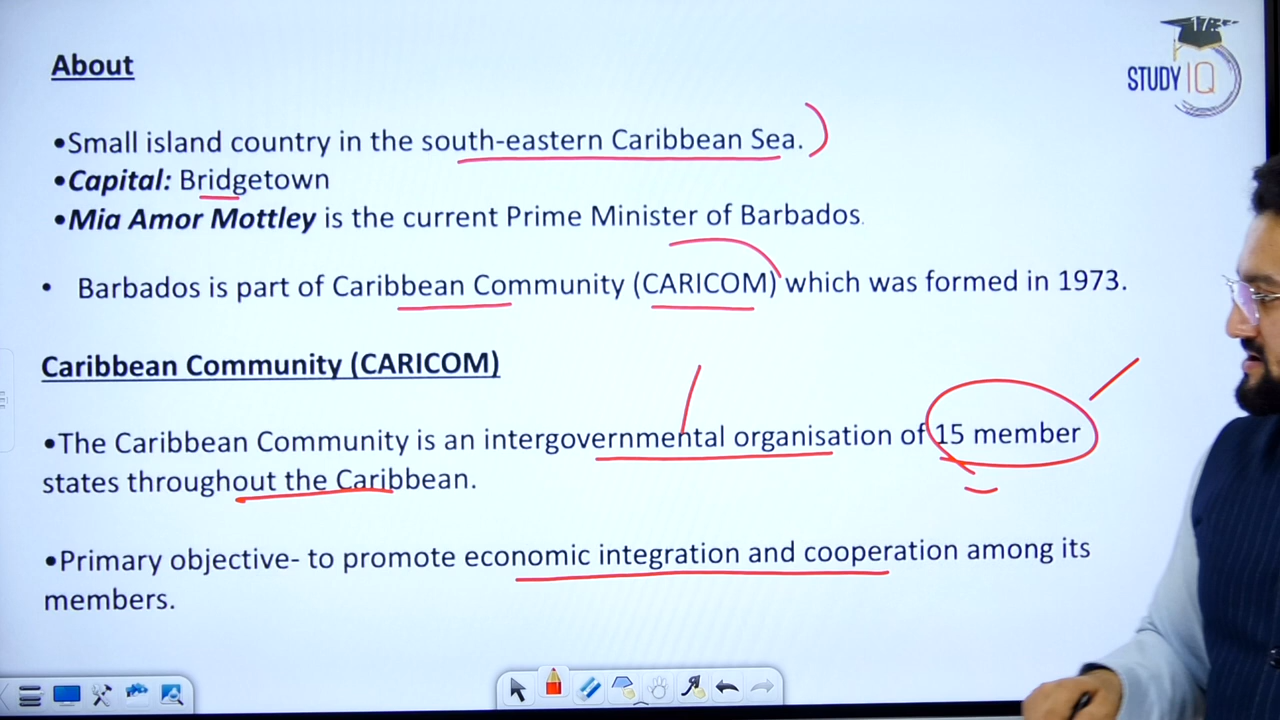 About
•Small island country in the south-eastern Caribbean Sea.
•Capital: Bridgetown
•Mia Amor Mottley is the current Prime Minister of Barbados.
• Barbados is part of Caribbean Community (CARICOM) which was formed in 1973.
Caribbean Community (CARICOM)
•The Caribbean Community is an intergovernmental organisation of 15 member
states throughout the Caribbean.
•Primary objective- to promote economic integration and cooperation among its
members.
STUDY IQ